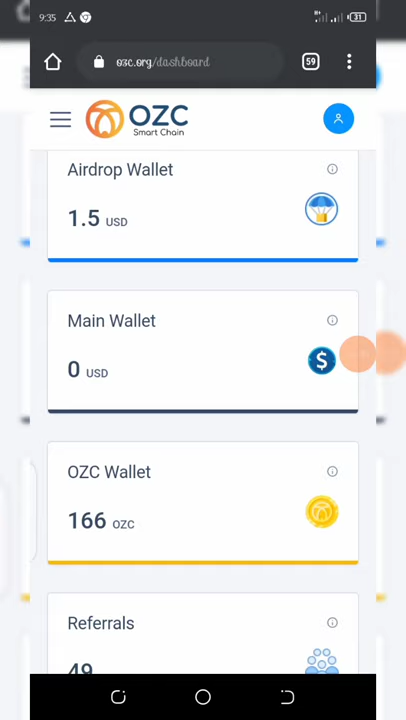 9:35
31
ozc.org/dashboard
59
OZC
Smart Chain
Airdrop Wallet
1.5 USD
Main Wallet
0 USD
$
OZC Wallet
166 OZC
Referrals
49